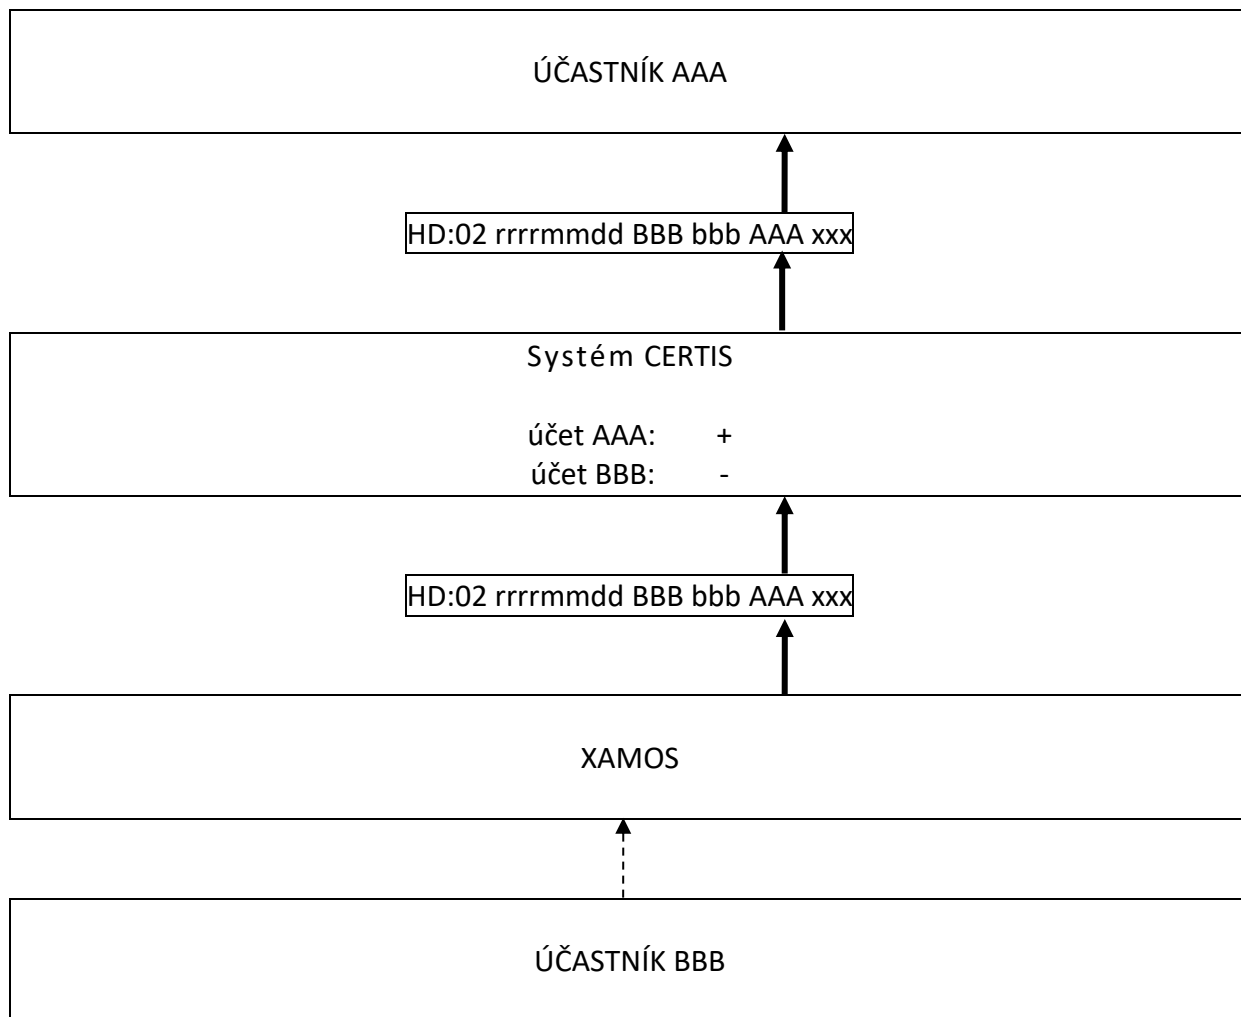 ÚČASTNÍK AAA
HD:02 rrrrmmdd BBB bbb AAA xxx
Systém CERTIS
účet AAA: +
účet BBB: -
HD:02 rrrrmmdd BBB bbb AAA xxx
XAMOS
ÚČASTNÍK BBB